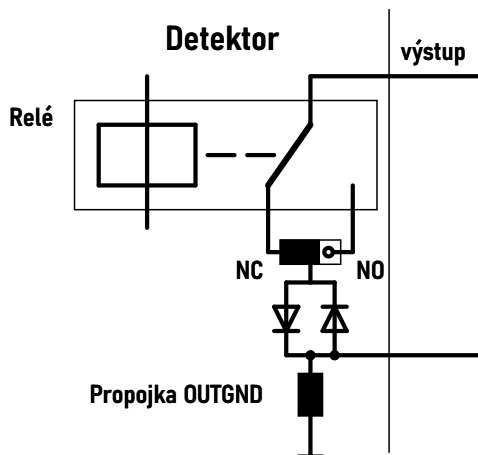 Detektor
výstup
Relé
NC
NO
Propojka OUTGND